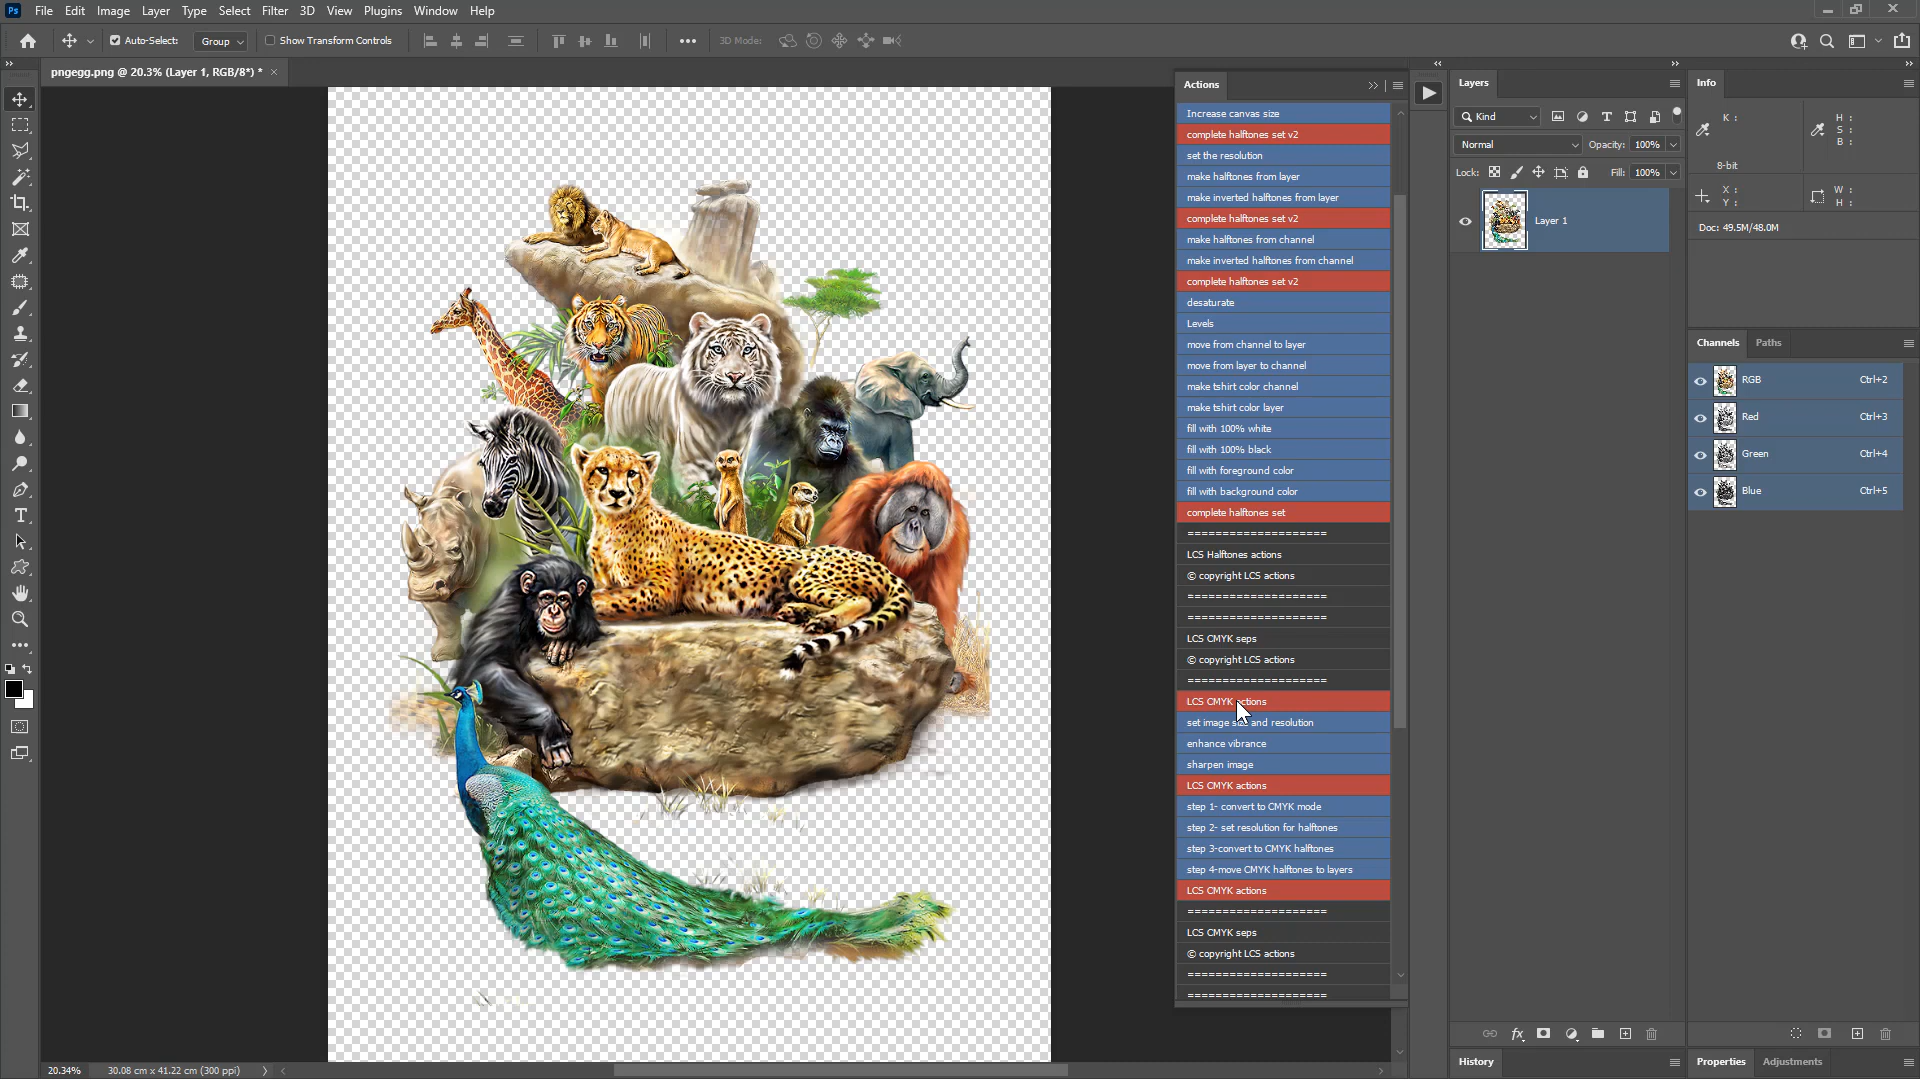 Ps File Edit Image Layer Type Select Filter 3D View Plugins Window Help
Auto-Select: Group Show Transform Controls 3D Mode:
pngegg.png @ 20.3% (Layer 1, RGB/8*) *
Actions
Increase canvas size
complete halftones set v2
set the resolution
make halftones from layer
make inverted halftones from layer
complete halftones set v2
make halftones from channel
make inverted halftones from channel
complete halftones set v2
desaturate
Levels
move from channel to layer
move from layer to channel
make tshirt color channel
make tshirt color layer
fill with 100% white
fill with 100% black
fill with foreground color
fill with background color
complete halftones set
====================
LCS Halftones actions
© copyright LCS actions
====================
====================
LCS CMYK seps
© copyright LCS actions
====================
LCS CMYK actions
set image size and resolution
enhance vibrance
sharpen image
LCS CMYK actions
step 1- convert to CMYK mode
step 2- set resolution for halftones
step 3-convert to CMYK halftones
step 4-move CMYK halftones to layers
LCS CMYK actions
====================
LCS CMYK seps
© copyright LCS actions
====================
====================
Layers
Kind
Normal Opacity: 100%
Lock: Fill: 100%
Layer 1
History
Info
K :
8-bit
H :
S :
B :
X :
Y :
W :
H :
Doc: 49.5M/48.0M
Channels Paths
RGB Ctrl+2
Red Ctrl+3
Green Ctrl+4
Blue Ctrl+5
Properties Adjustments
20.34% 30.08 cm x 41.22 cm (300 ppi)